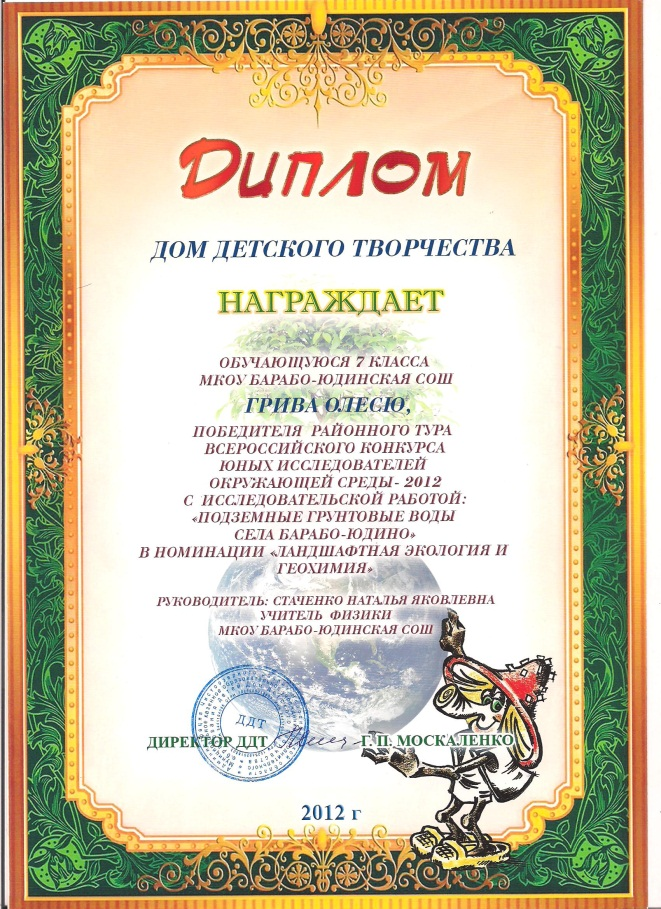 Диплом
ДОМ ДЕТСКОГО ТВОРЧЕСТВА
НАГРАЖДАЕТ
ОБУЧАЮЩУЮСЯ 7 КЛАССА
МКОУ БАРАБО-ЮДИНСКАЯ СОШ
ГРИВА ОЛЕСЮ,
ПОБЕДИТЕЛЯ РАЙОННОГО ТУРА
ВСЕРОССИЙСКОГО КОНКУРСА
ЮНЫХ ИССЛЕДОВАТЕЛЕЙ
ОКРУЖАЮЩЕЙ СРЕДЫ- 2012
С ИССЛЕДОВАТЕЛЬСКОЙ РАБОТОЙ:
«ПОДЗЕМНЫЕ ГРУНТОВЫЕ ВОДЫ
СЕЛА БАРАБО-ЮДИНО»
В НОМИНАЦИИ «ЛАНДШАФТНАЯ ЭКОЛОГИЯ И
ГЕОХИМИЯ»
РУКОВОДИТЕЛЬ: СТАЧЕНКО НАТАЛЬЯ ЯКОВЛЕВНА
УЧИТЕЛЬ ФИЗИКИ
МКОУ БАРАБО-ЮДИНСКАЯ СОШ
ДДТ
ДИРЕКТОР ДДТ Г. П. МОСКАЛЕНКО
2012 г